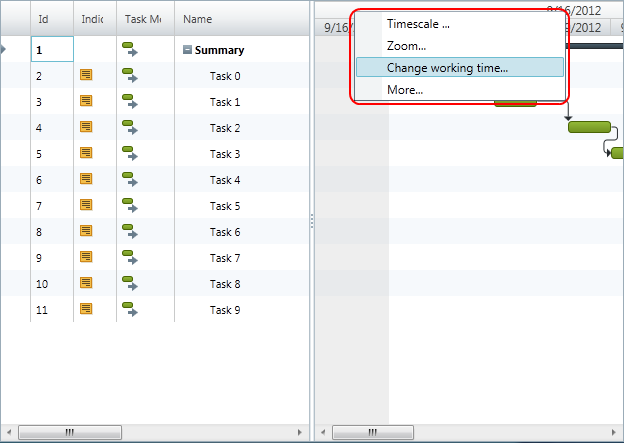 Id Indic Task Mo Name
9/16/2012
9/16/ /2012 9
1 Summary
2 Task 0
3 Task 1
4 Task 2
5 Task 3
6 Task 4
7 Task 5
8 Task 6
9 Task 7
10 Task 8
11 Task 9
Timescale ...
Zoom...
Change working time...
More...